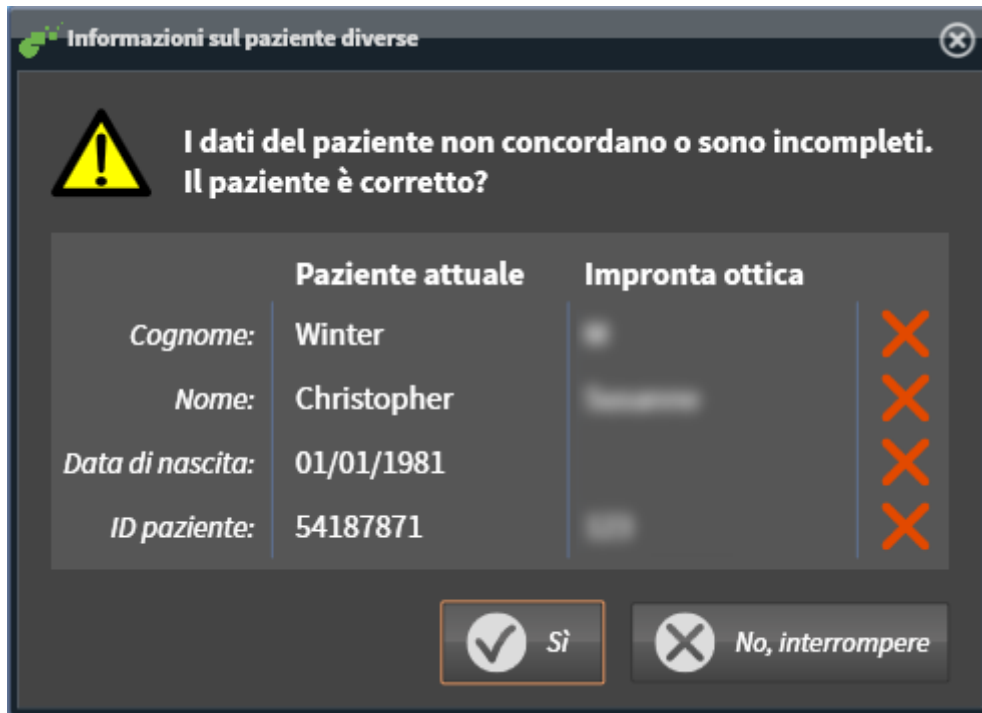 Informazioni sul paziente diverse
I dati del paziente non concordano o sono incompleti.
Il paziente è corretto?
Paziente attuale Impronta ottica
Cognome: Winter
Nome: Christopher
Data di nascita: 01/01/1981
ID paziente: 54187871
Sì No, interrompere